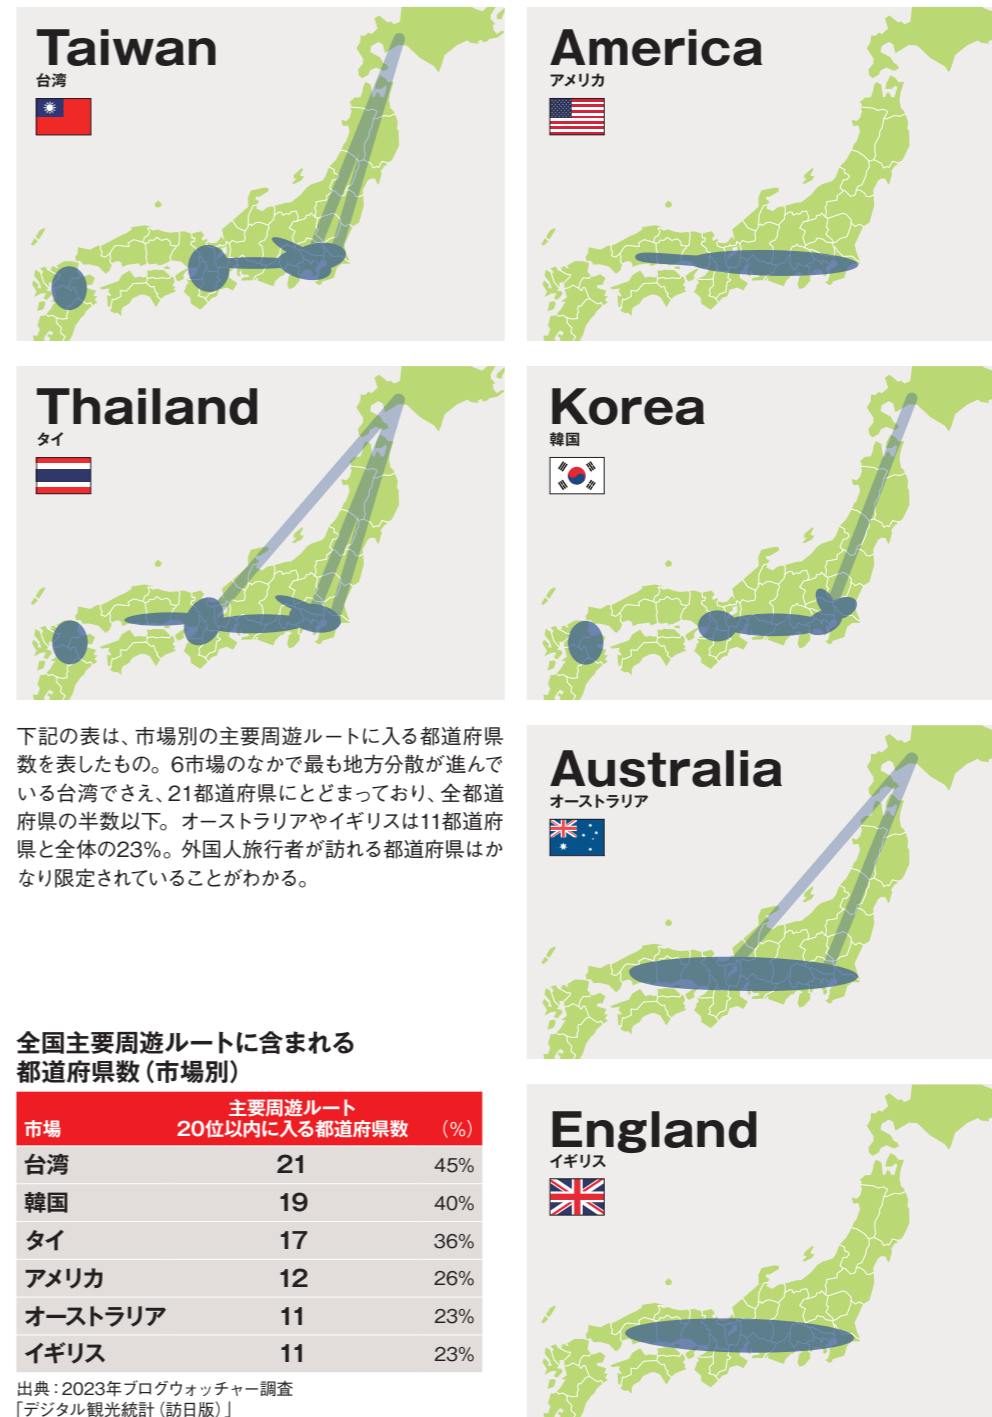 Taiwan
台湾
America
アメリカ
Thailand
タイ
Korea
韓国
下記の表は、市場別の主要周遊ルートに入る都道府県
数を表したもの。6市場のなかで最も地方分散が進んで
いる台湾でさえ、21都道府県にとどまっており、全都道
府県の半数以下。オーストラリアやイギリスは11都道府
県と全体の23%。外国人旅行者が訪れる都道府県はか
なり限定されていることがわかる。
Australia
オーストラリア
全国主要周遊ルートに含まれる
都道府県数（市場別）
市場 主要周遊ルート
20位以内に入る都道府県数 （%）
台湾 21 45%
韓国 19 40%
タイ 17 36%
アメリカ 12 26%
オーストラリア 11 23%
イギリス 11 23%
出典：2023年ブログウォッチャー調査
「デジタル観光統計（訪日版）」
England
イギリス